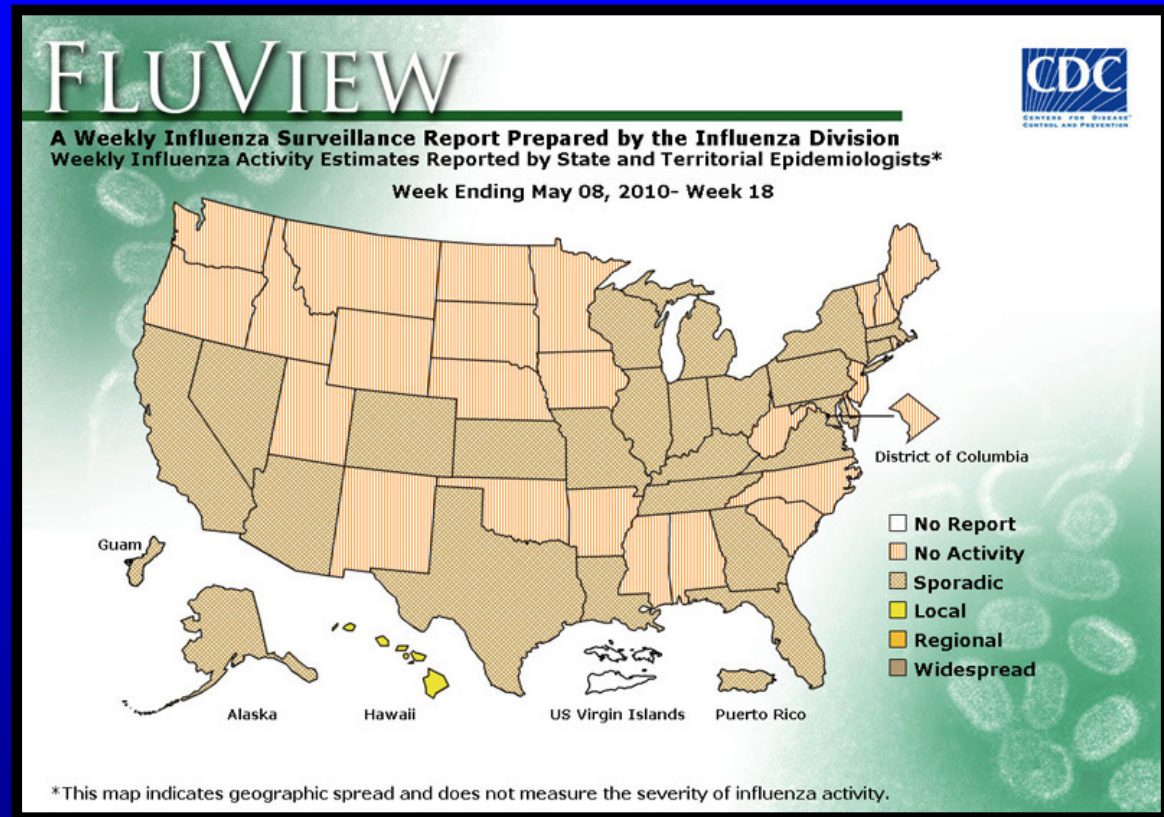 FLUVIEW
CDC
CENTERS FOR DISEASE
CONTROL AND PREVENTION
A Weekly Influenza Surveillance Report Prepared by the Influenza Division
Weekly Influenza Activity Estimates Reported by State and Territorial Epidemiologists*
Week Ending May 08, 2010- Week 18
District of Columbia
No Report
No Activity
Sporadic
Local
Regional
Widespread
Guam
Alaska
Hawaii
US Virgin Islands
Puerto Rico
*This map indicates geographic spread and does not measure the severity of influenza activity.